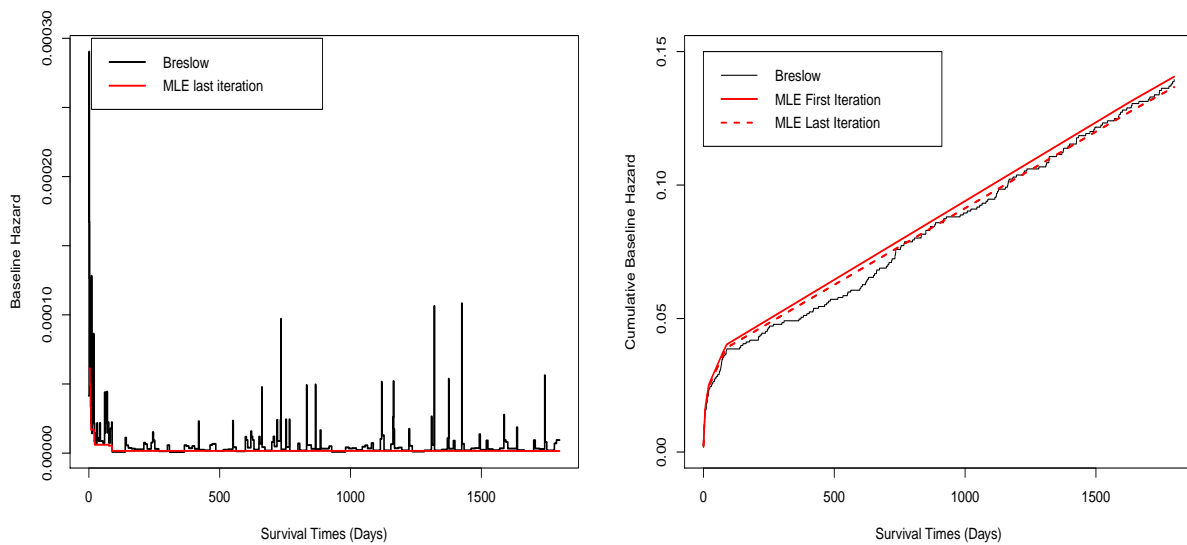 Breslow
MLE last iteration
Baseline Hazard
0.00000
0.00010
0.00020
0.00030
0
500
1000
1500
Survival Times (Days)
Breslow
MLE First Iteration
MLE Last Iteration
Cumulative Baseline Hazard
0.00
0.05
0.10
0.15
0
500
1000
1500
Survival Times (Days)